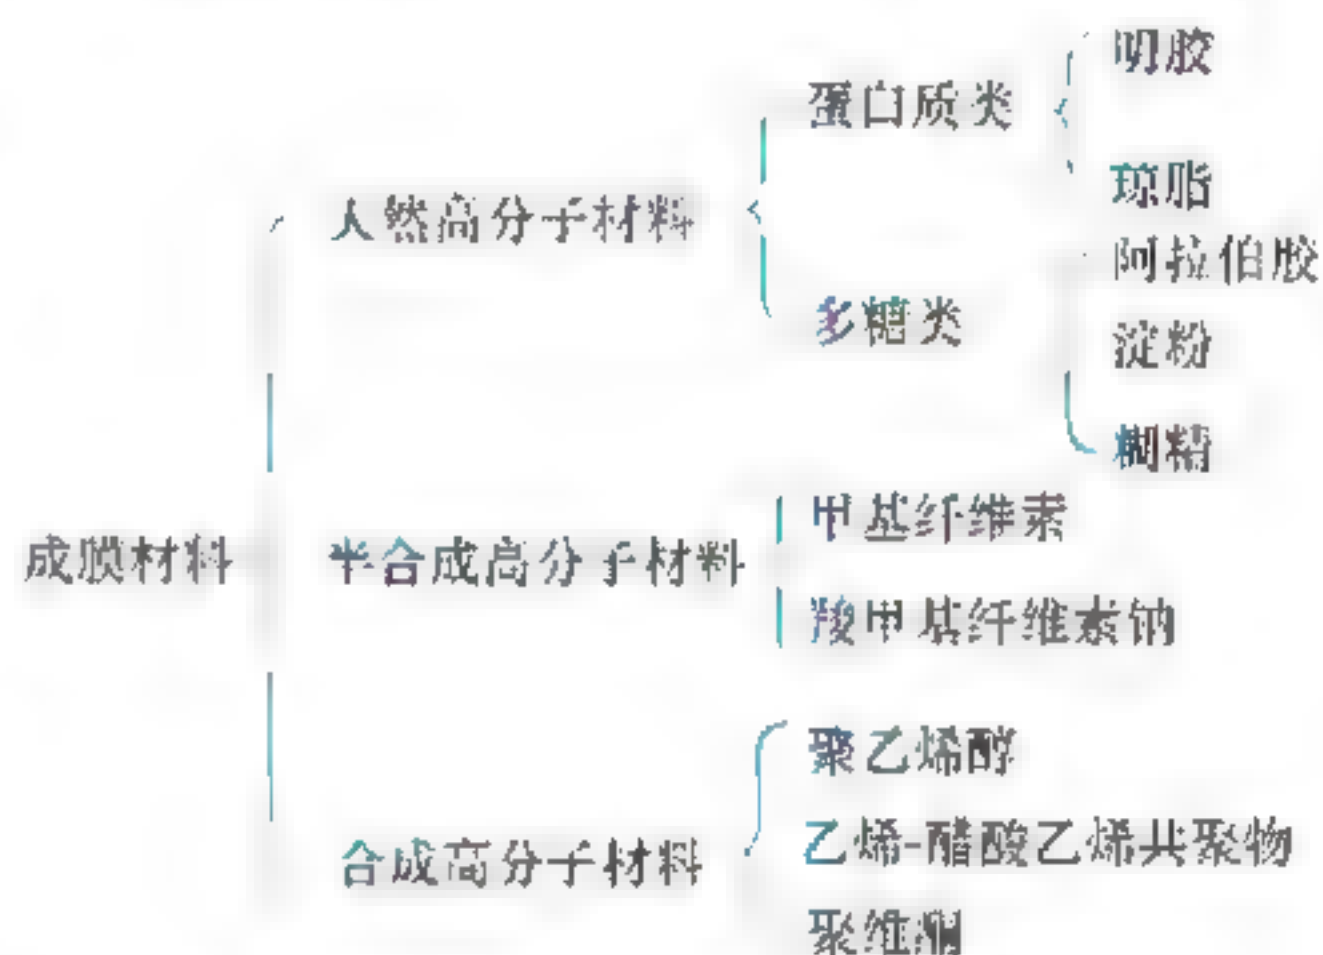 成膜材料
天然高分子材料
蛋白质类
明胶
琼脂
多糖类
阿拉伯胶
淀粉
糊精
半合成高分子材料
甲基纤维素
羧甲基纤维素钠
合成高分子材料
聚乙烯醇
乙烯-醋酸乙烯共聚物
聚维酮